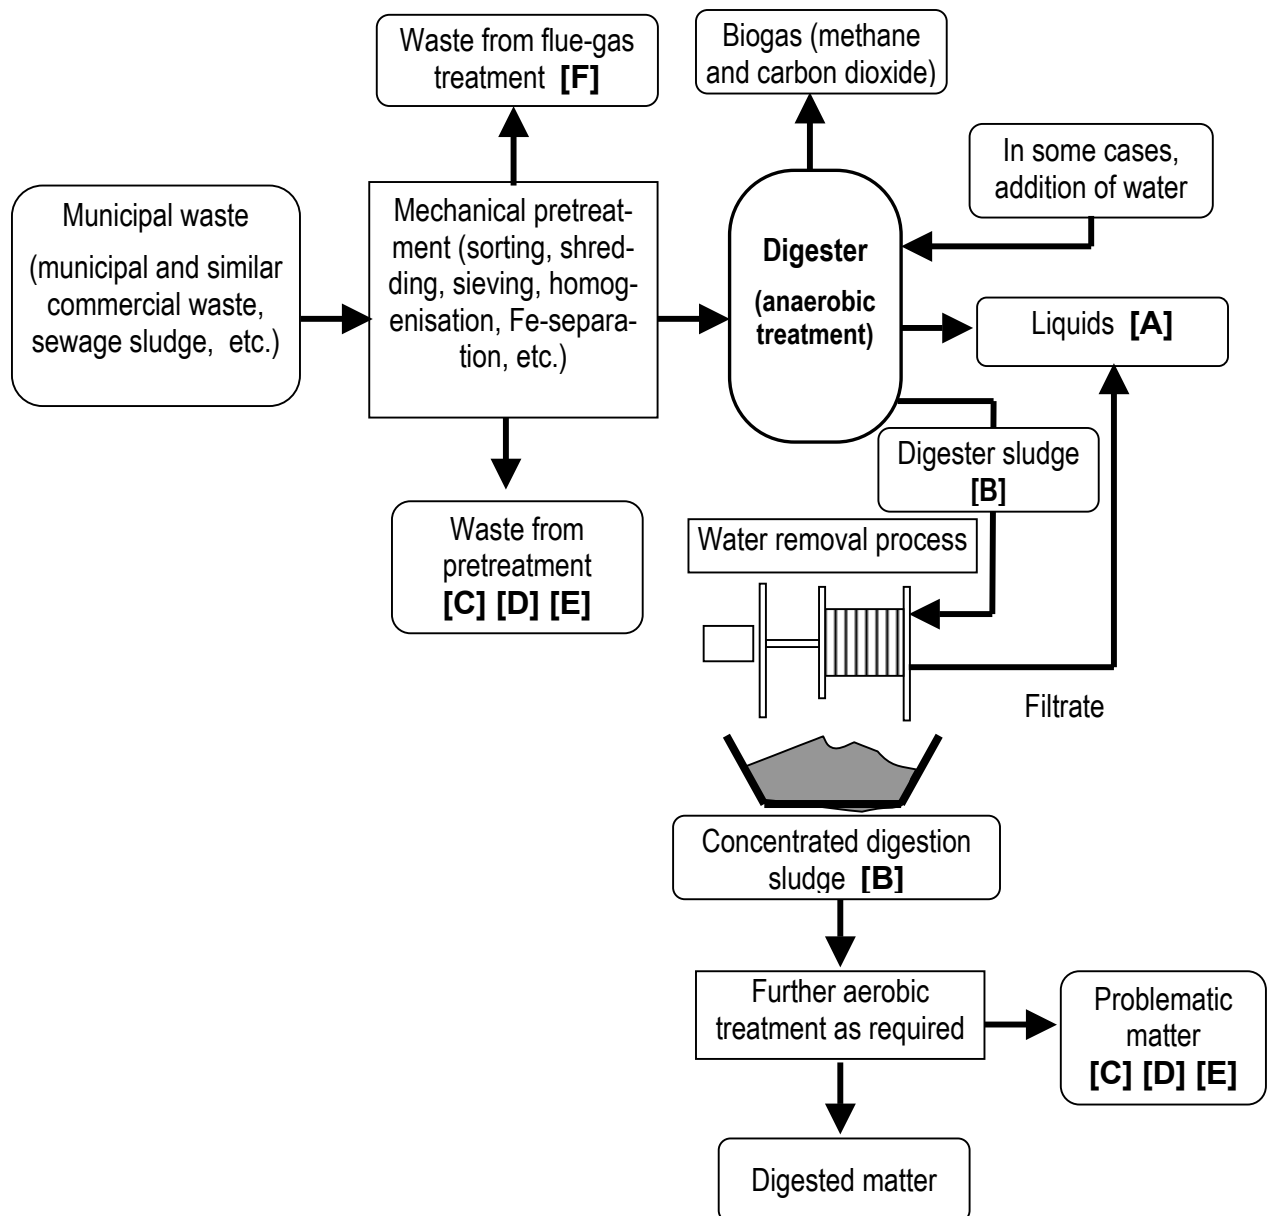 Waste from flue-gas
treatment [F]
Biogas (methane
and carbon dioxide)
In some cases,
addition of water
Municipal waste
(municipal and similar
commercial waste,
sewage sludge, etc.)
Mechanical pretreat-
ment (sorting, shred-
ding, sieving, homog-
enisation, Fe-separa-
tion, etc.)
Digester
(anaerobic
treatment)
Liquids [A]
Digester sludge
[B]
Waste from
pretreatment
[C] [D] [E]
Water removal process
Filtrate
Concentrated digestion
sludge [B]
Further aerobic
treatment as required
Problematic
matter
[C] [D] [E]
Digested matter